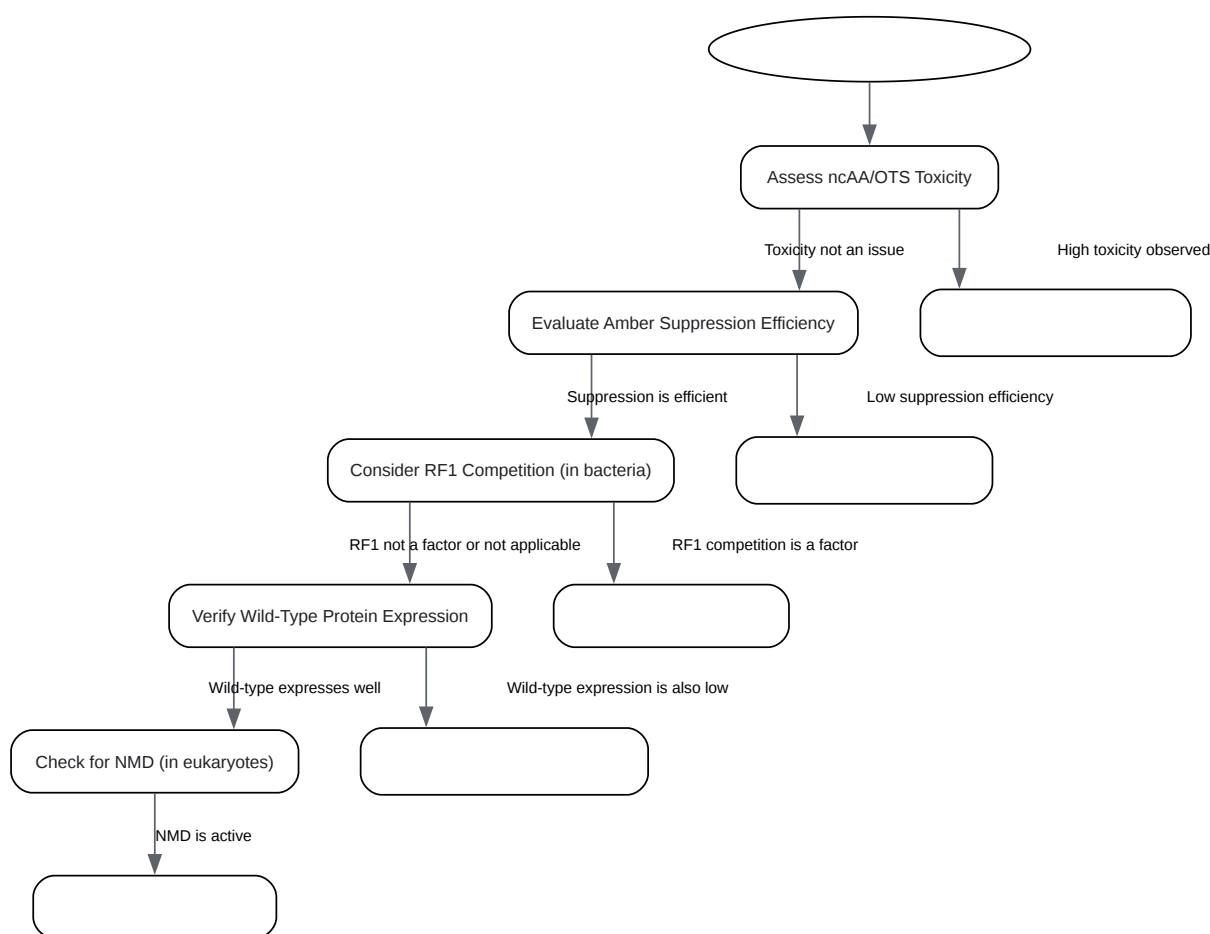 Assess ncAA/OTS Toxicity
Toxicity not an issue
High toxicity observed
Evaluate Amber Suppression Efficiency
Suppression is efficient
Low suppression efficiency
Consider RF1 Competition (in bacteria)
RF1 not a factor or not applicable
RF1 competition is a factor
Verify Wild-Type Protein Expression
Wild-type expresses well
Wild-type expression is also low
Check for NMD (in eukaryotes)
NMD is active